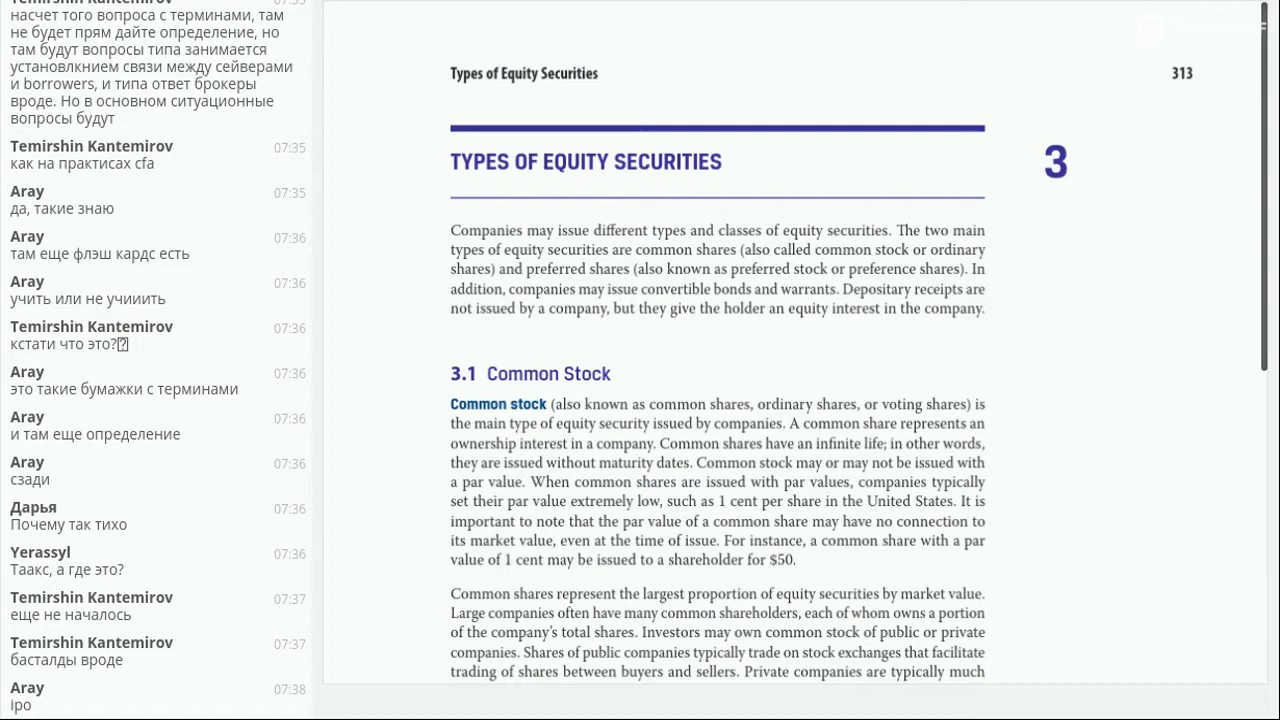 насчет того вопроса с терминами, там
не будет прям дайте определение, но
там будут вопросы типа занимается
установлкнием связи между сейверами
и borrowers, и типа ответ брокеры
вроде. Но в основном ситуационные
вопросы будут
Temirshin Kantemirov 07:35
как на практисах cfa
Aray 07:35
да, такие знаю
Aray 07:36
там еще флэш кардс есть
Aray 07:36
учить или не учииить
Temirshin Kantemirov 07:36
кстати что это?
Aray 07:36
это такие бумажки с терминами
Aray 07:36
и там еще определение
Aray 07:36
сзади
Дарья 07:36
Почему так тихо
Yerassyl 07:36
Таакс, а где это?
Temirshin Kantemirov 07:37
еще не началось
Temirshin Kantemirov 07:37
басталды вроде
Aray 07:38
ipo
Types of Equity Securities 313
TYPES OF EQUITY SECURITIES 3
Companies may issue different types and classes of equity securities. The two main
types of equity securities are common shares (also called common stock or ordinary
shares) and preferred shares (also known as preferred stock or preference shares). In
addition, companies may issue convertible bonds and warrants. Depositary receipts are
not issued by a company, but they give the holder an equity interest in the company.
3.1 Common Stock
Common stock (also known as common shares, ordinary shares, or voting shares) is
the main type of equity security issued by companies. A common share represents an
ownership interest in a company. Common shares have an infinite life; in other words,
they are issued without maturity dates. Common stock may or may not be issued with
a par value. When common shares are issued with par values, companies typically
set their par value extremely low, such as 1 cent per share in the United States. It is
important to note that the par value of a common share may have no connection to
its market value, even at the time of issue. For instance, a common share with a par
value of 1 cent may be issued to a shareholder for $50.
Common shares represent the largest proportion of equity securities by market value.
Large companies often have many common shareholders, each of whom owns a portion
of the company's total shares. Investors may own common stock of public or private
companies. Shares of public companies typically trade on stock exchanges that facilitate
trading of shares between buyers and sellers. Private companies are typically much